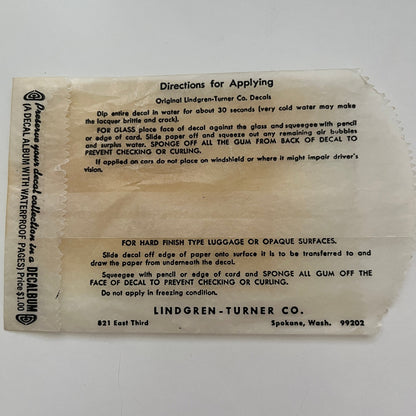 Directions for Applying
Original Lindgren-Turner Co. Decals
Dip entire decal in water for about 30 seconds (very cold water may make
the lacquer brittle and crack).
FOR GLASS place face of decal against the glass and squeegee with pencil
or edge of card. Slide paper off and squeeze out any remaining air bubbles
and surplus water. SPONGE OFF ALL THE GUM FROM BACK OF DECAL TO
PREVENT CHECKING OR CURLING.
If applied on cars do not place on windshield or where it might impair driver's
vision.
FOR HARD FINISH TYPE LUGGAGE OR OPAQUE SURFACES.
Slide decal off edge of paper onto surface it is to be transferred to and
draw the paper from underneath the decal.
Squeegee with pencil or edge of card and SPONGE ALL GUM OFF THE
FACE OF DECAL TO PREVENT CHECKING OR CURLING.
Do not apply in freezing condition.
LINDGREN-TURNER CO.
821 East Third Spokane, Wash. 99202
Preserve your decal collection in a DECALBUM
(A DECAL ALBUM WITH WATERPROOF PAGES) Price $1.00